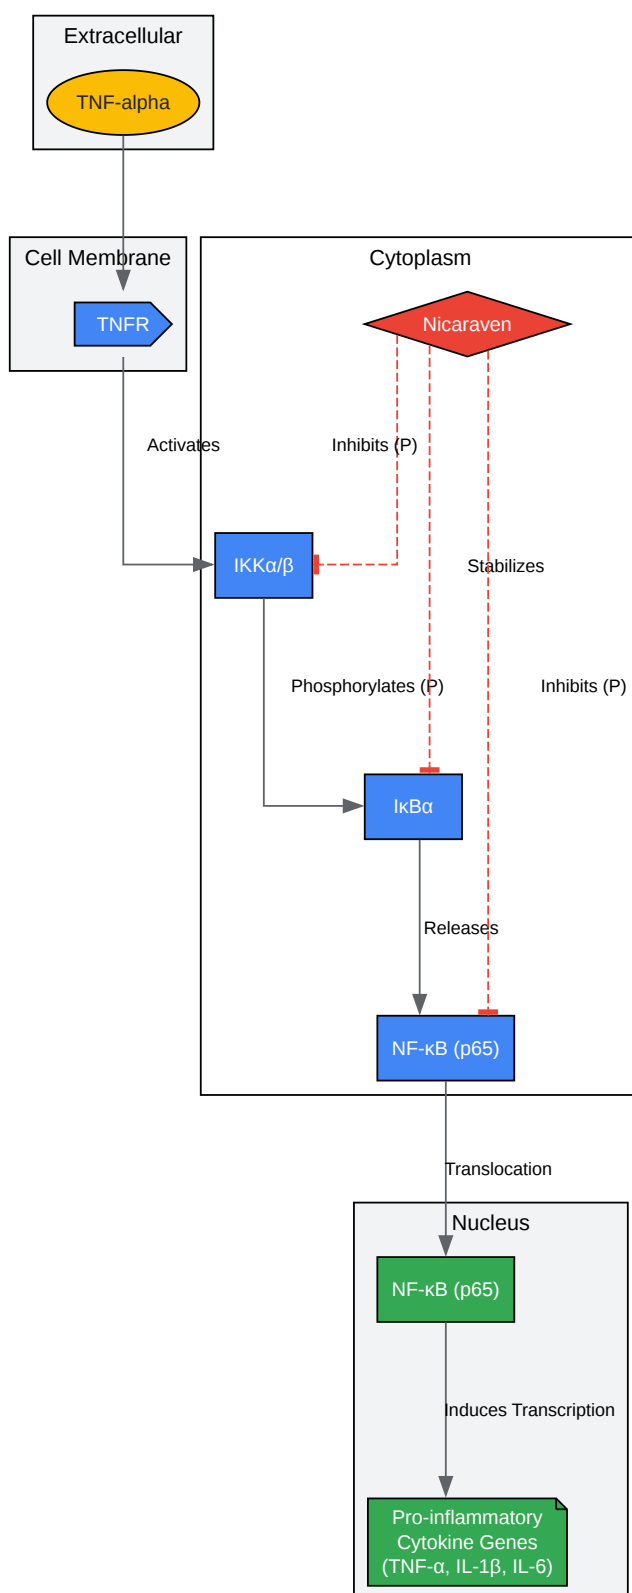 Extracellular
TNF-alpha
Cell Membrane
Cytoplasm
TNFR
Nicaraven
Activates
Inhibits (P)
IKKα/β
Stabilizes
Phosphorylates (P)
Inhibits (P)
IκBα
Releases
NF-κB (p65)
Translocation
Nucleus
NF-κB (p65)
Induces Transcription
Pro-inflammatory
Cytokine Genes
(TNF-α, IL-1β, IL-6)